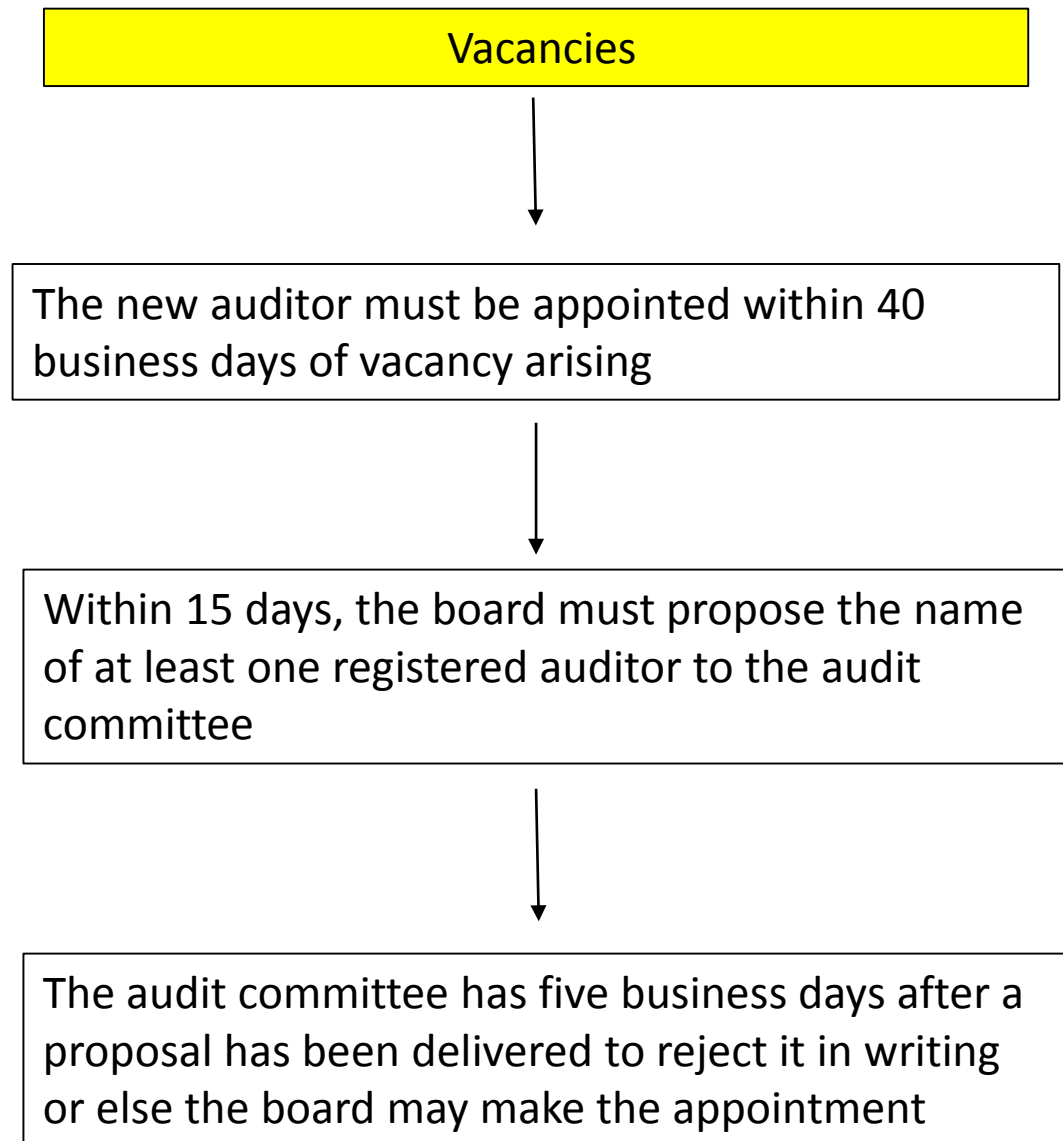 Vacancies
The new auditor must be appointed within 40
business days of vacancy arising
Within 15 days, the board must propose the name
of at least one registered auditor to the audit
committee
The audit committee has five business days after a
proposal has been delivered to reject it in writing
or else the board may make the appointment